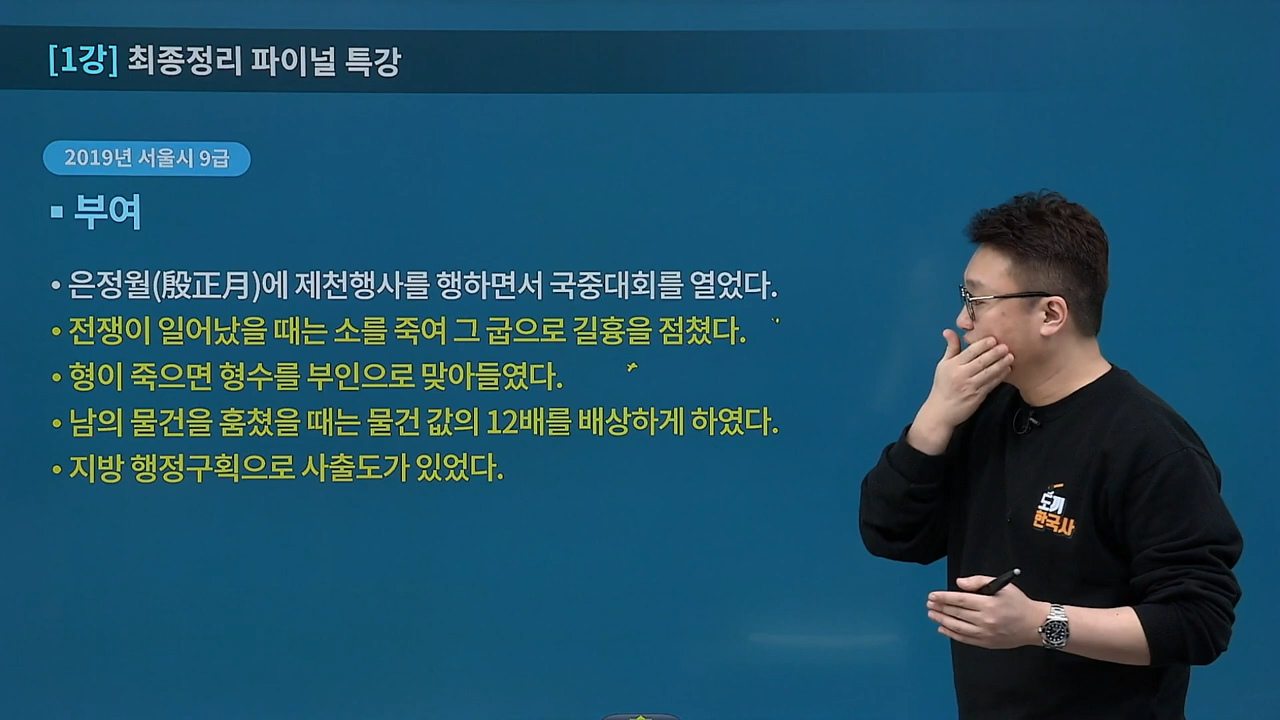 [1강] 최종정리 파이널 특강
2019년 서울시 9급
▪ 부여
• 은정월(殷正月)에 제천행사를 행하면서 국중대회를 열었다.
• 전쟁이 일어났을 때는 소를 죽여 그 굽으로 길흉을 점쳤다.
• 형이 죽으면 형수를 부인으로 맞아들였다.
• 남의 물건을 훔쳤을 때는 물건 값의 12배를 배상하게 하였다.
• 지방 행정구획으로 사출도가 있었다.
도끼
한국사